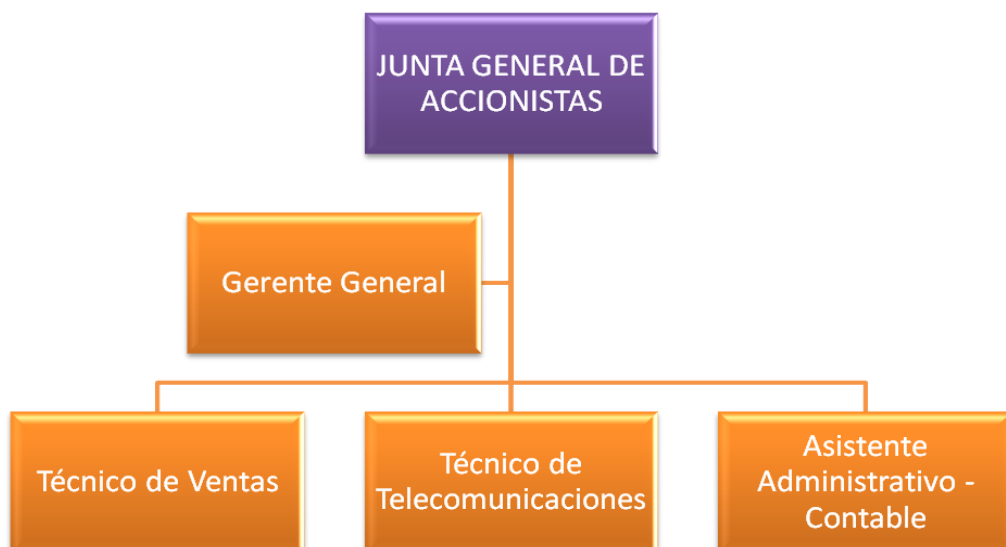 JUNTA GENERAL DE
ACCIONISTAS
Gerente General
Técnico de Ventas
Técnico de
Telecomunicaciones
Asistente
Administrativo -
Contable